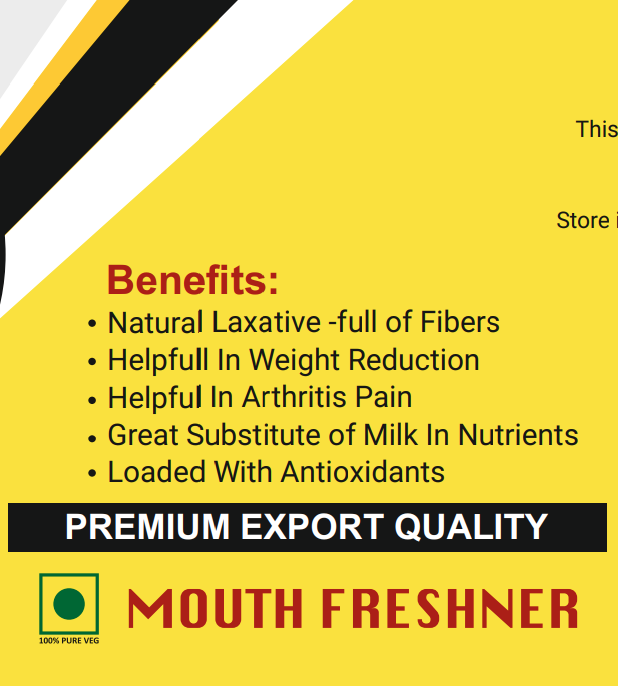 This
Store
Benefits:
• Natural Laxative -full of Fibers
• Helpfull In Weight Reduction
• Helpful In Arthritis Pain
• Great Substitute of Milk In Nutrients
• Loaded With Antioxidants
PREMIUM EXPORT QUALITY
100% PURE VEG
MOUTH FRESHNER